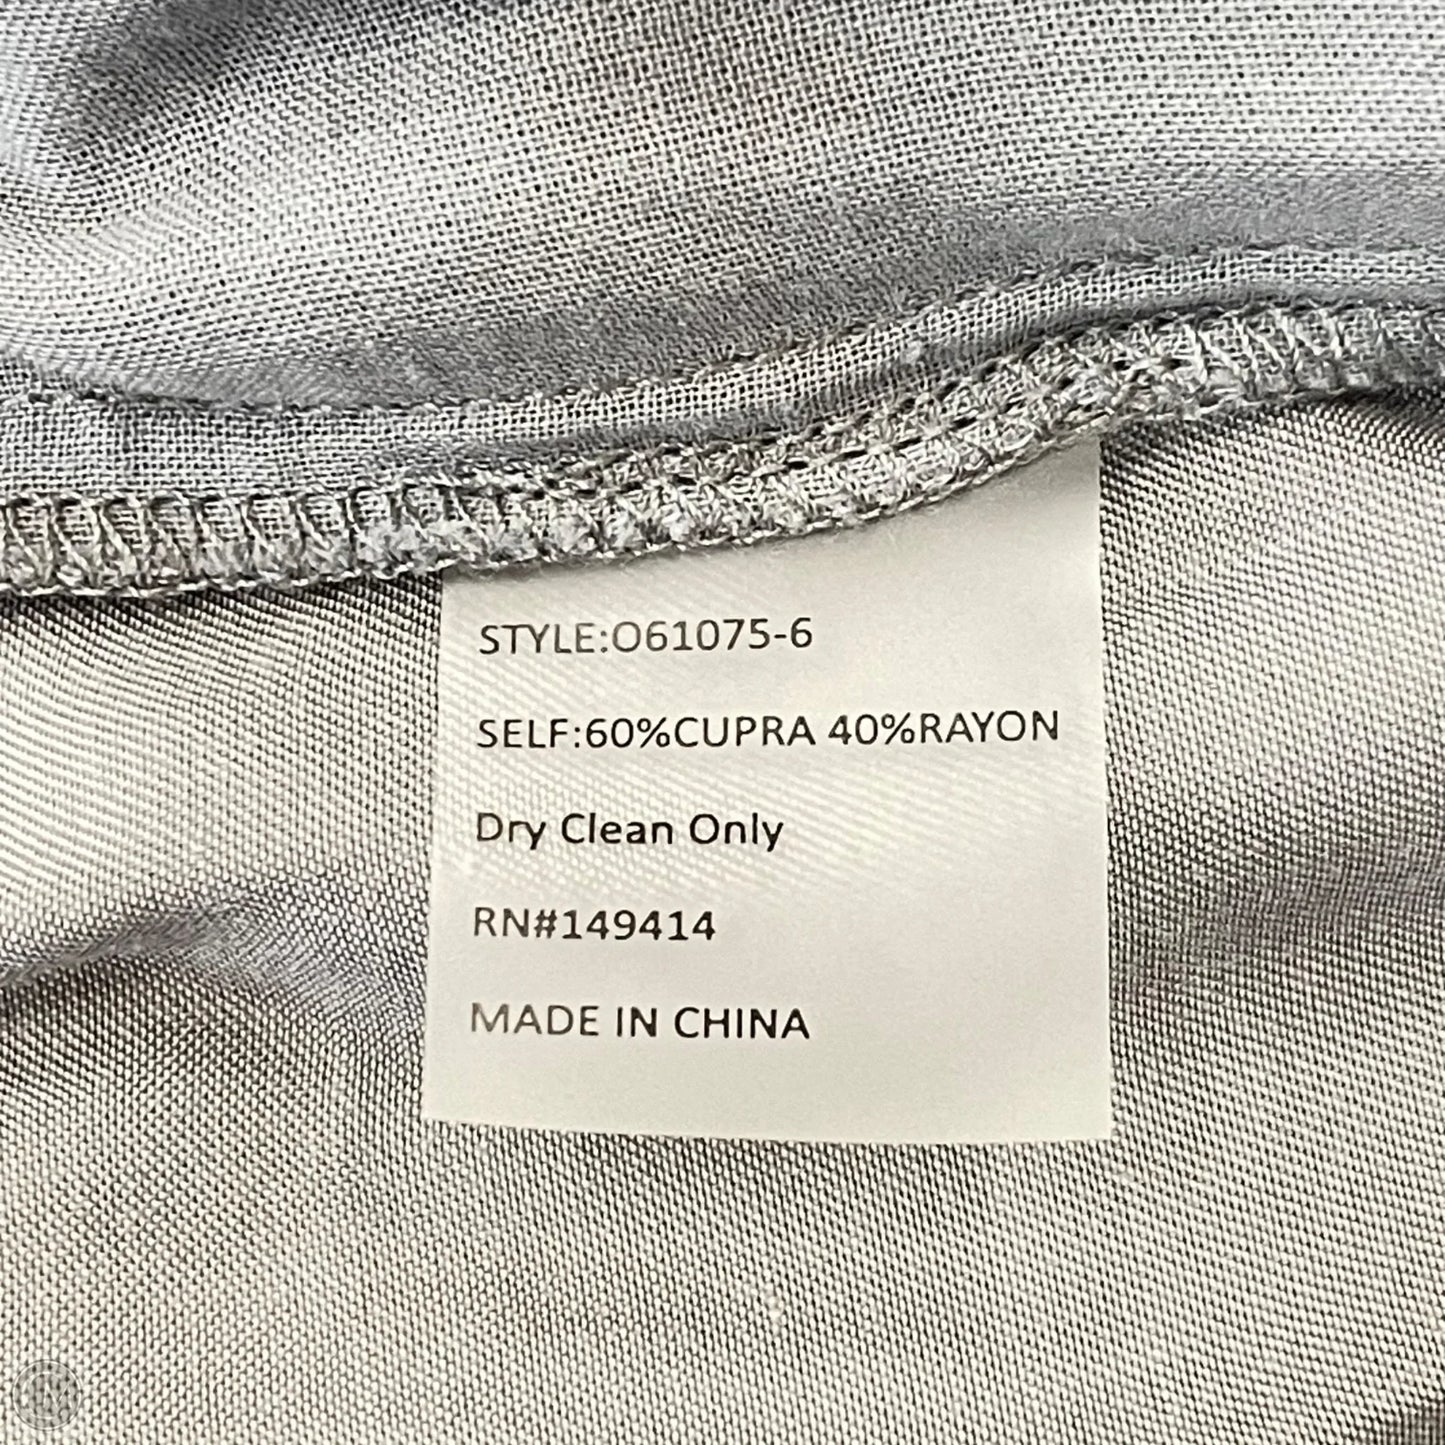 STYLE:O61075-6
SELF:60%CUPRA 40%RAYON
Dry Clean Only
RN#149414
MADE IN CHINA